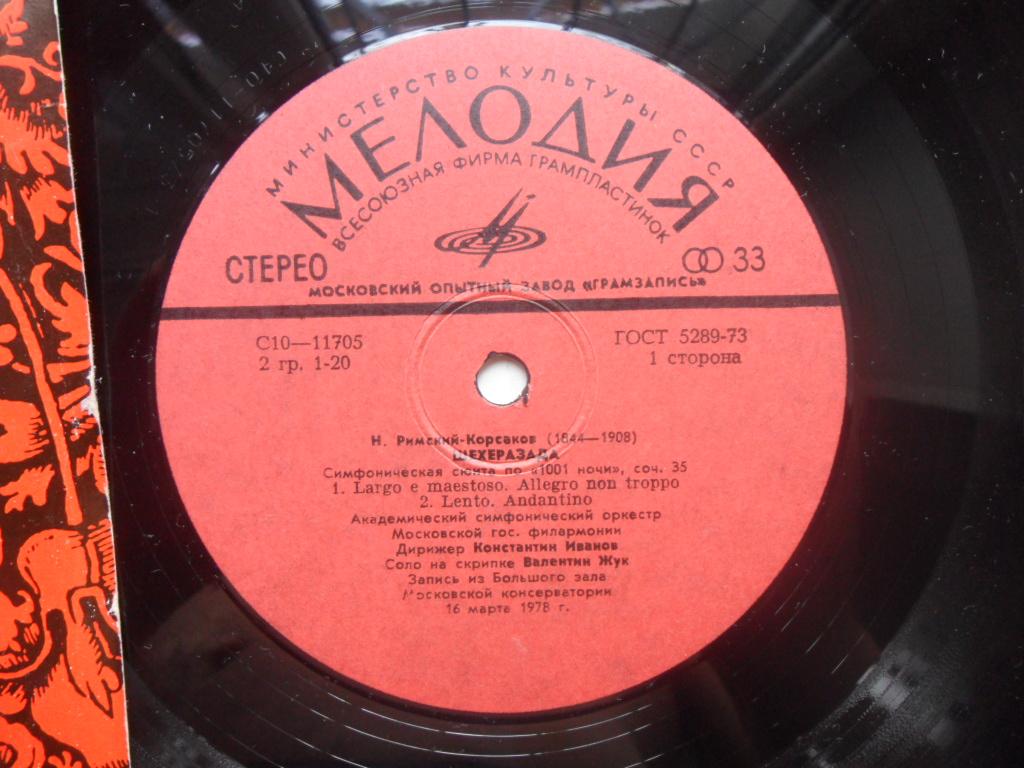 МИНИСТЕРСТВО КУЛЬТУРЫ СССР
МЕЛОДИЯ
ВСЕСОЮЗНАЯ ФИРМА ГРАМПЛАСТИНОК
СТЕРЕО
33
МОСКОВСКИЙ ОПЫТНЫЙ ЗАВОД «ГРАМЗАПИСЬ»
С10—11705
ГОСТ 5289-73
2 гр. 1-20
1 сторона
Н. Римский-Корсаков (1844—1908)
ШЕХЕРАЗАДА
Симфоническая сюита по «1001 ночи», соч. 35
1. Largo e maestoso. Allegro non troppo
2. Lento. Andantino
Академический симфонический оркестр
Московской гос. филармонии
Дирижер Константин Иванов
Соло на скрипке Валентин Жук
Запись из Большого зала
Московской консерватории
16 марта 1978 г.